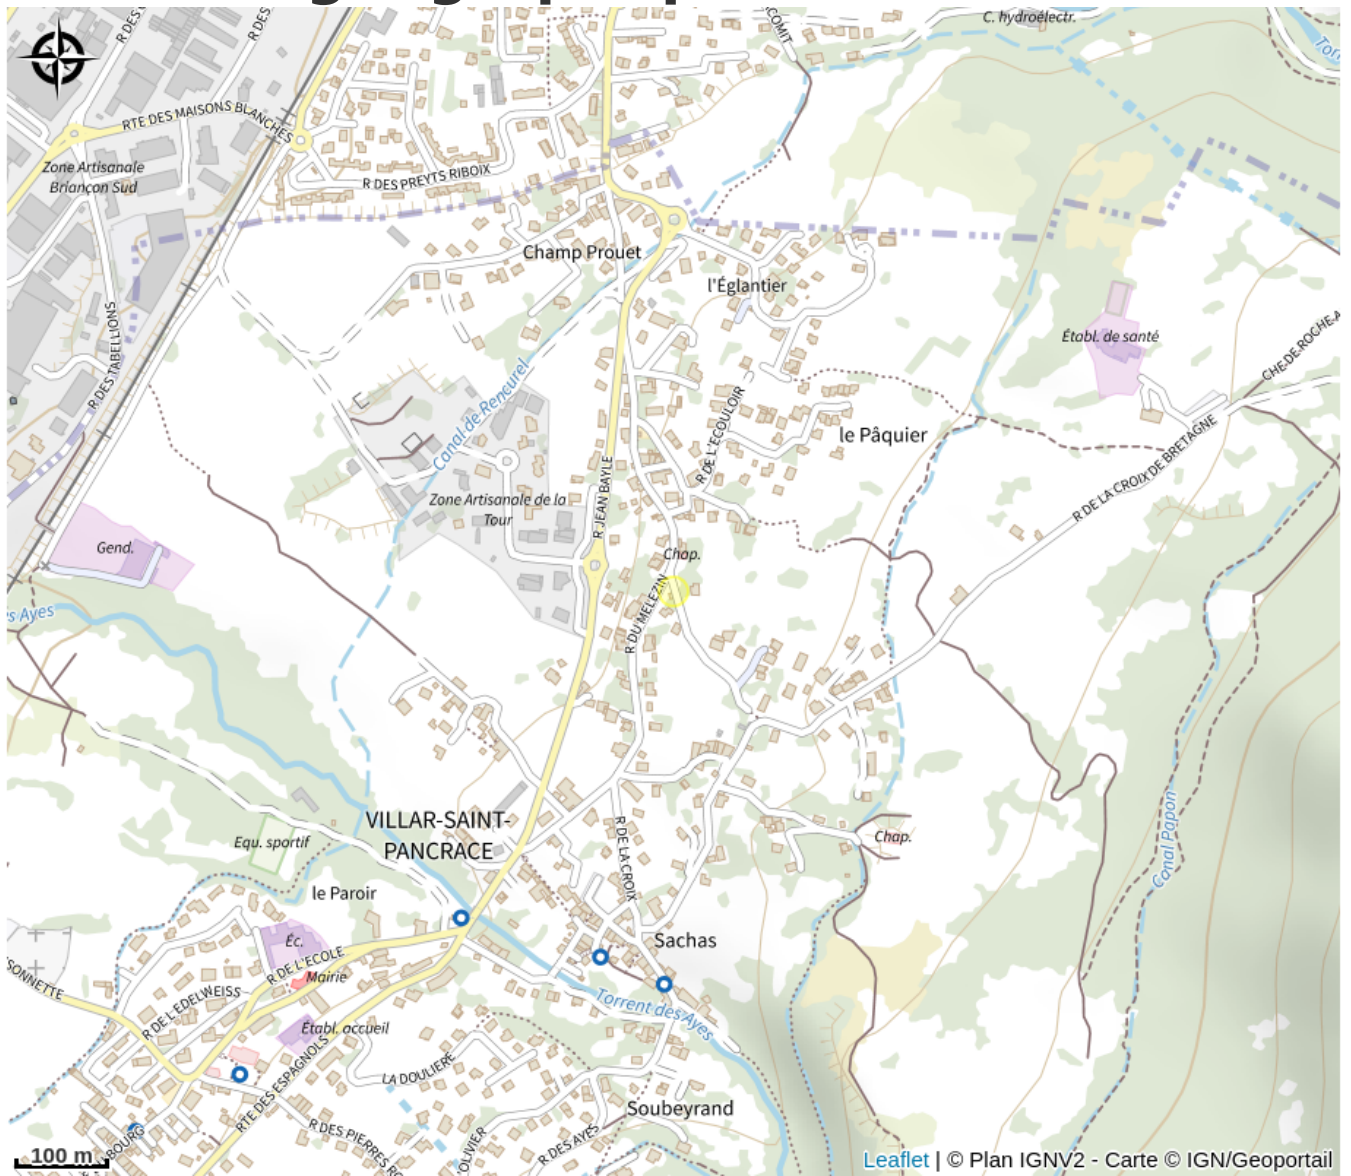 C. hydroélectr.
RTE DES MAISONS BLANCHES
Zone Artisanale
Briançon Sud
R DES PREYTS RIBOIX
Champ Prouet
l'Églantier
Établ. de santé
R DES TABELLIONS
CHE DE ROCHE A
Canal de Rencurel
R DE L'ECOULOIR
le Pâquier
R DE LA CROIX DE BRETAGNE
R JEAN BAYLE
Zone Artisanale de la
Tour
Gend.
Chap.
R DU MELEZIN
s Ayes
VILLAR-SAINT-
PANCRACE
Equ. sportif
R DE LA CROIX
Chap.
Canal Papon
le Paroir
Éc.
R DE L'ECOLE
Sachas
Mairie
SONNETTE
R DE L EDELWEISS
Torrent des Ayes
Établ. accueil
LA DOULIERE
RTE DES ESPAGNOLS
Soubeyrand
R DES PIERRES RO
OLIVIER
R DES AYES
BOURG
100 m
Leaflet | © Plan IGNV2 - Carte © IGN/Geoportail